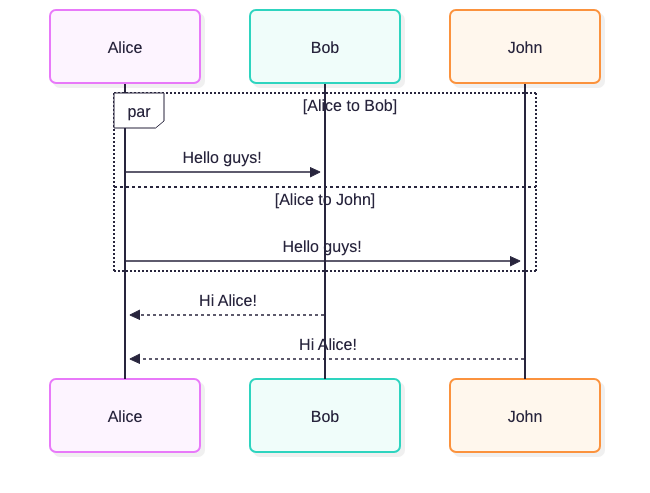 Alice
Bob
John
par
[Alice to Bob]
Hello guys!
[Alice to John]
Hello guys!
Hi Alice!
Hi Alice!
Alice
Bob
John